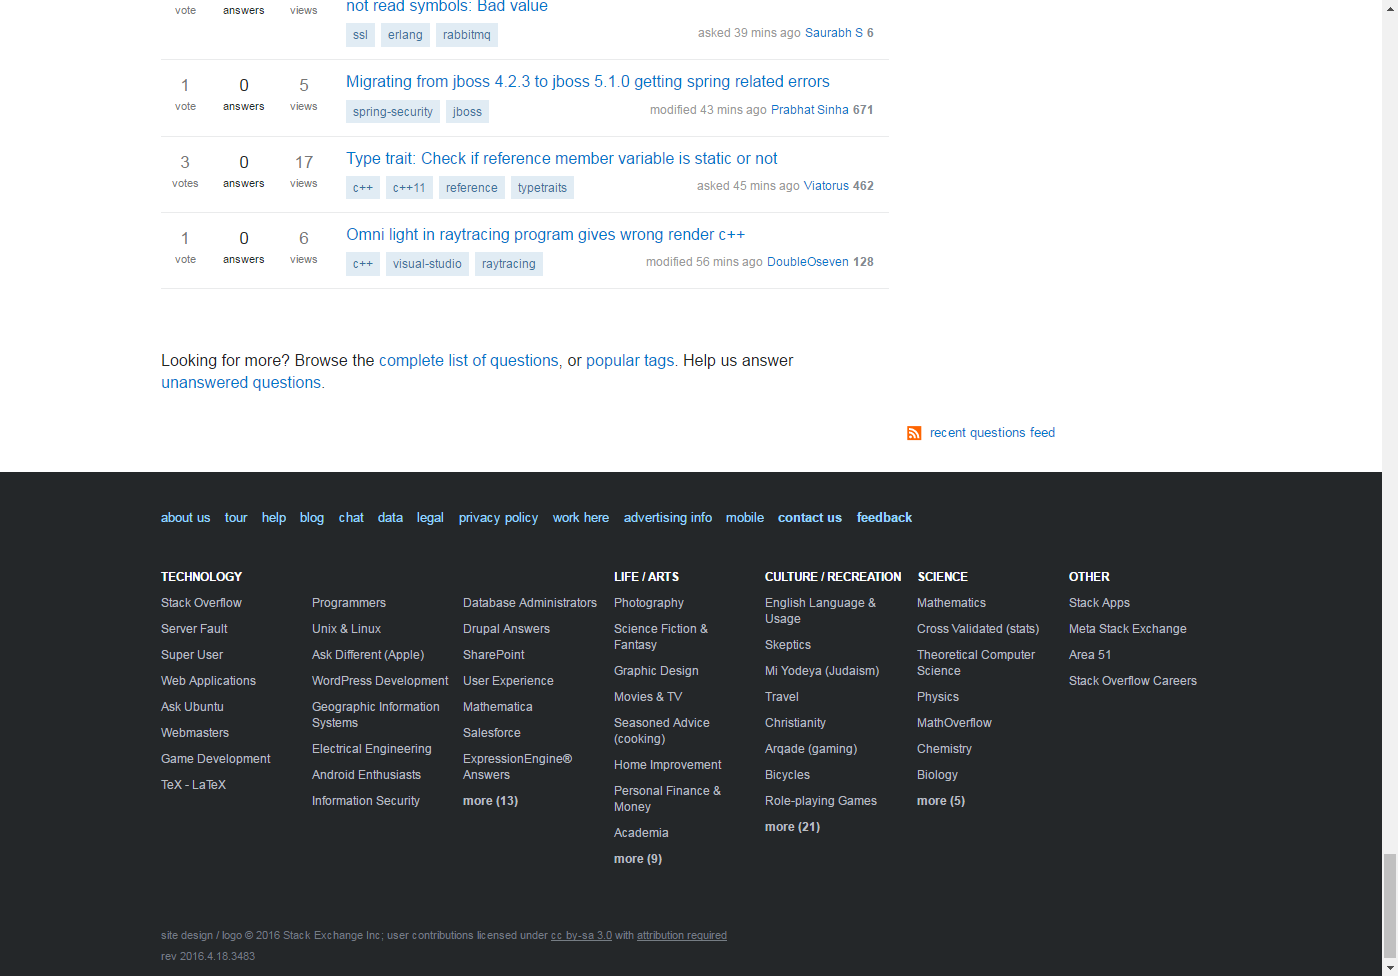 not read symbols: Bad value
vote answers views
ssl erlang rabbitmq
asked 39 mins ago Saurabh S 6
1 0 5
vote answers views
Migrating from jboss 4.2.3 to jboss 5.1.0 getting spring related errors
spring-security jboss
modified 43 mins ago Prabhat Sinha 671
3 0 17
votes answers views
Type trait: Check if reference member variable is static or not
c++ c++11 reference typetraits
asked 45 mins ago Viatorus 462
1 0 6
vote answers views
Omni light in raytracing program gives wrong render c++
c++ visual-studio raytracing
modified 56 mins ago DoubleOseven 128
Looking for more? Browse the complete list of questions, or popular tags. Help us answer
unanswered questions.
recent questions feed
about us tour help blog chat data legal privacy policy work here advertising info mobile contact us feedback
TECHNOLOGY
Stack Overflow
Server Fault
Super User
Web Applications
Ask Ubuntu
Webmasters
Game Development
TeX - LaTeX
Programmers
Unix & Linux
Ask Different (Apple)
WordPress Development
Geographic Information
Systems
Electrical Engineering
Android Enthusiasts
Information Security
Database Administrators
Drupal Answers
SharePoint
User Experience
Mathematica
Salesforce
ExpressionEngine®
Answers
more (13)
LIFE / ARTS
Photography
Science Fiction &
Fantasy
Graphic Design
Movies & TV
Seasoned Advice
(cooking)
Home Improvement
Personal Finance &
Money
Academia
more (9)
CULTURE / RECREATION
English Language &
Usage
Skeptics
Mi Yodeya (Judaism)
Travel
Christianity
Arqade (gaming)
Bicycles
Role-playing Games
more (21)
SCIENCE
Mathematics
Cross Validated (stats)
Theoretical Computer
Science
Physics
MathOverflow
Chemistry
Biology
more (5)
OTHER
Stack Apps
Meta Stack Exchange
Area 51
Stack Overflow Careers
site design / logo © 2016 Stack Exchange Inc; user contributions licensed under cc by-sa 3.0 with attribution required
rev 2016.4.18.3483